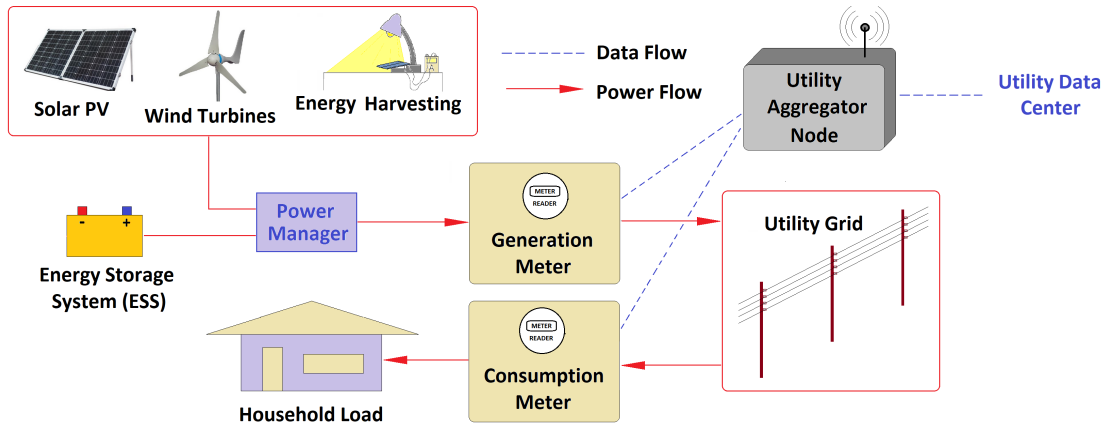 Solar PV
Wind Turbines
Energy Harvesting
Data Flow
Power Flow
Utility
Aggregator
Node
Utility Data
Center
- +
Energy Storage
System (ESS)
Power
Manager
METER
READER
Generation
Meter
Utility Grid
METER
READER
Consumption
Meter
Household Load